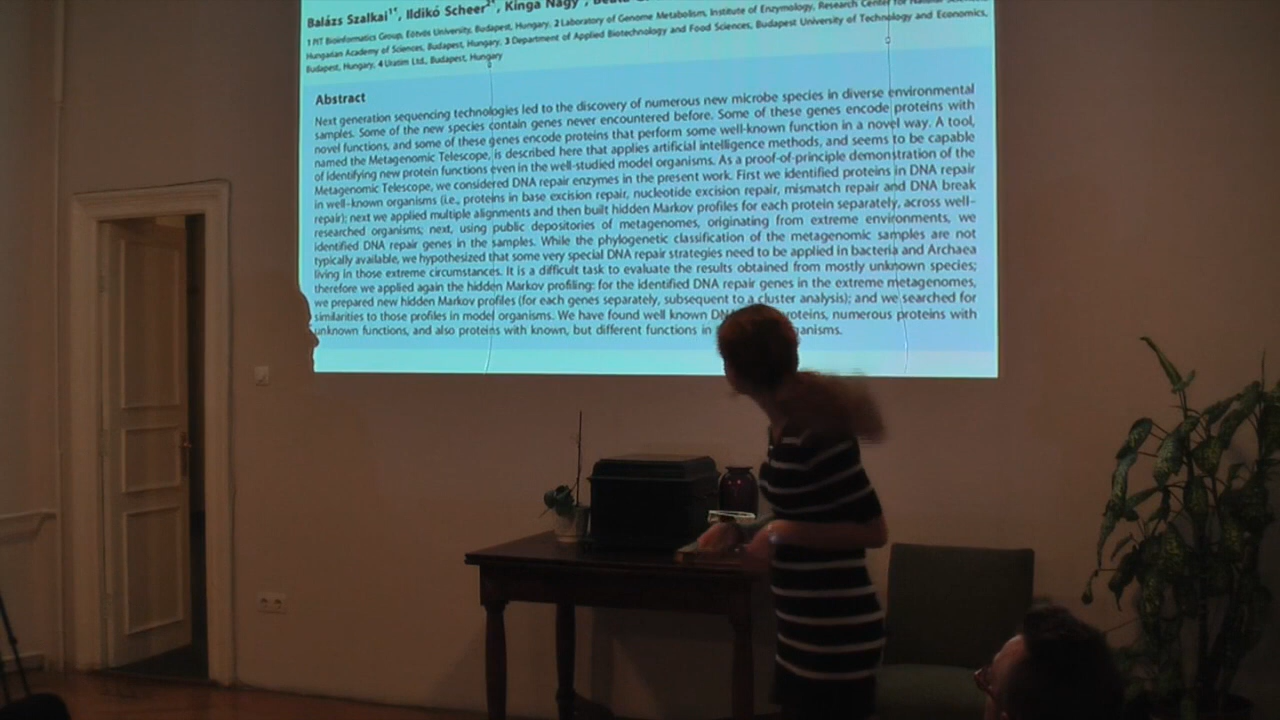 Balázs Szalkai1*, Ildikó Scheer2*, Kinga Nagy
1 PIT Bioinformatics Group, Eötvös University, Budapest, Hungary, 2 Laboratory of Genome Metabolism, Institute of Enzymology, Research Center for Natural
Hungarian Academy of Sciences, Budapest, Hungary, 3 Department of Applied Biotechnology and Food Sciences, Budapest University of Technology and Economics,
Budapest, Hungary, 4 Uratim Ltd., Budapest, Hungary
Abstract
Next generation sequencing technologies led to the discovery of numerous new microbe species in diverse environmental
samples. Some of the new species contain genes never encountered before. Some of these genes encode proteins with
novel functions, and some of these genes encode proteins that perform some well-known function in a novel way. A tool,
named the Metagenomic Telescope, is described here that applies artificial intelligence methods, and seems to be capable
of identifying new protein functions even in the well-studied model organisms. As a proof-of-principle demonstration of the
Metagenomic Telescope, we considered DNA repair enzymes in the present work. First we identified proteins in DNA repair
in well-known organisms (i.e., proteins in base excision repair, nucleotide excision repair, mismatch repair and DNA break
repair); next we applied multiple alignments and then built hidden Markov profiles for each protein separately, across well-
researched organisms; next, using public depositories of metagenomes, originating from extreme environments, we
identified DNA repair genes in the samples. While the phylogenetic classification of the metagenomic samples are not
typically available, we hypothesized that some very special DNA repair strategies need to be applied in bacteria and Archaea
living in those extreme circumstances. It is a difficult task to evaluate the results obtained from mostly unknown species;
therefore we applied again the hidden Markov profiling: for the identified DNA repair genes in the extreme metagenomes,
we prepared new hidden Markov profiles (for each genes separately, subsequent to a cluster analysis); and we searched for
similarities to those profiles in model organisms. We have found well known DNA proteins, numerous proteins with
unknown functions, and also proteins with known, but different functions in